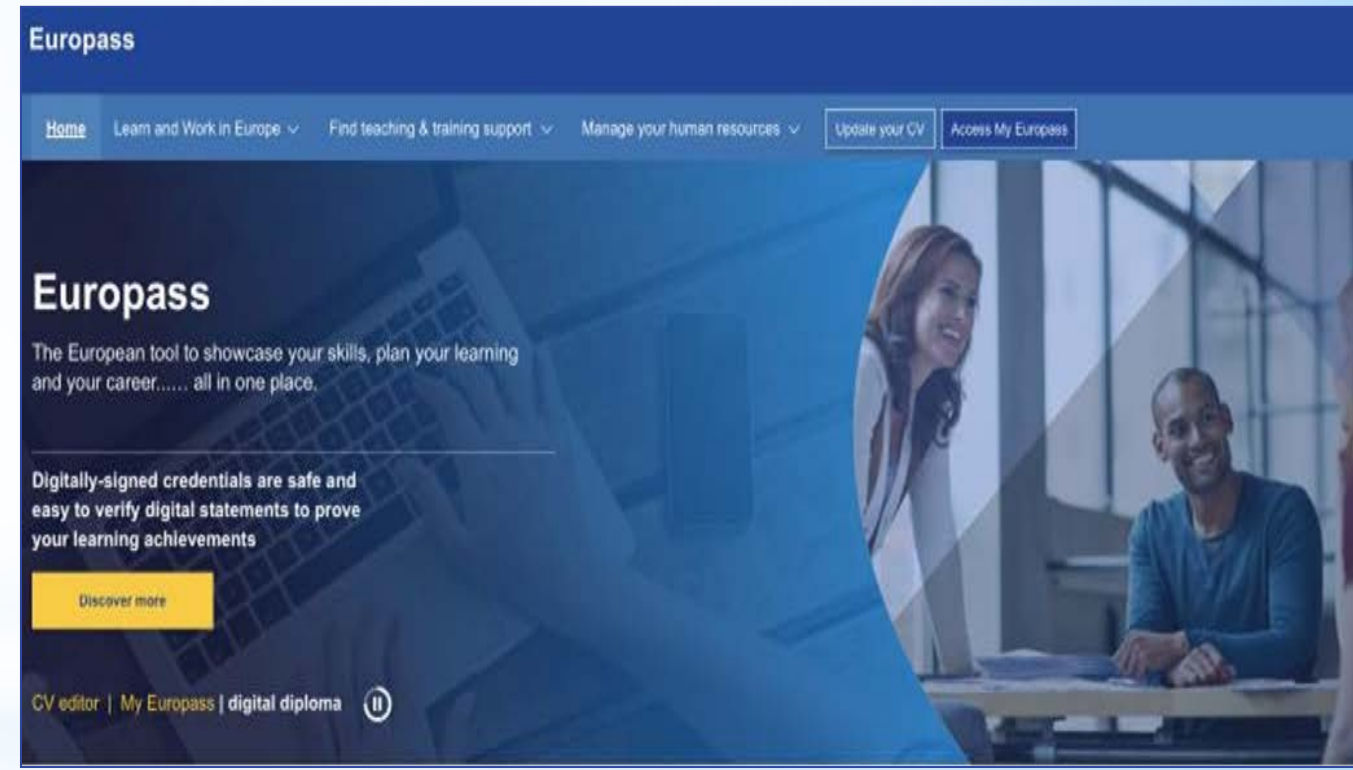 Europass
Home Learn and Work in Europe Find teaching & training support Manage your human resources Update your CV Access My Europass
Europass
The European tool to showcase your skills, plan your learning
and your career...... all in one place.
Digitally-signed credentials are safe and
easy to verify digital statements to prove
your learning achievements
Discover more
CV editor | My Europass | digital diploma